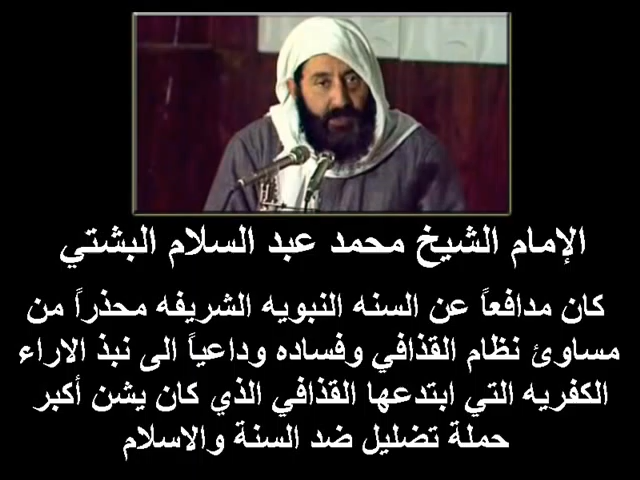 الإمام الشيخ محمد عبد السلام البشتي
كان مدافعاً عن السنه النبويه الشريفه محذراً من
مساوئ نظام القذافي وفساده وداعياً الى نبذ الاراء
الكفريه التي ابتدعها القذافي الذي كان يشن أكبر
حملة تضليل ضد السنة والاسلام